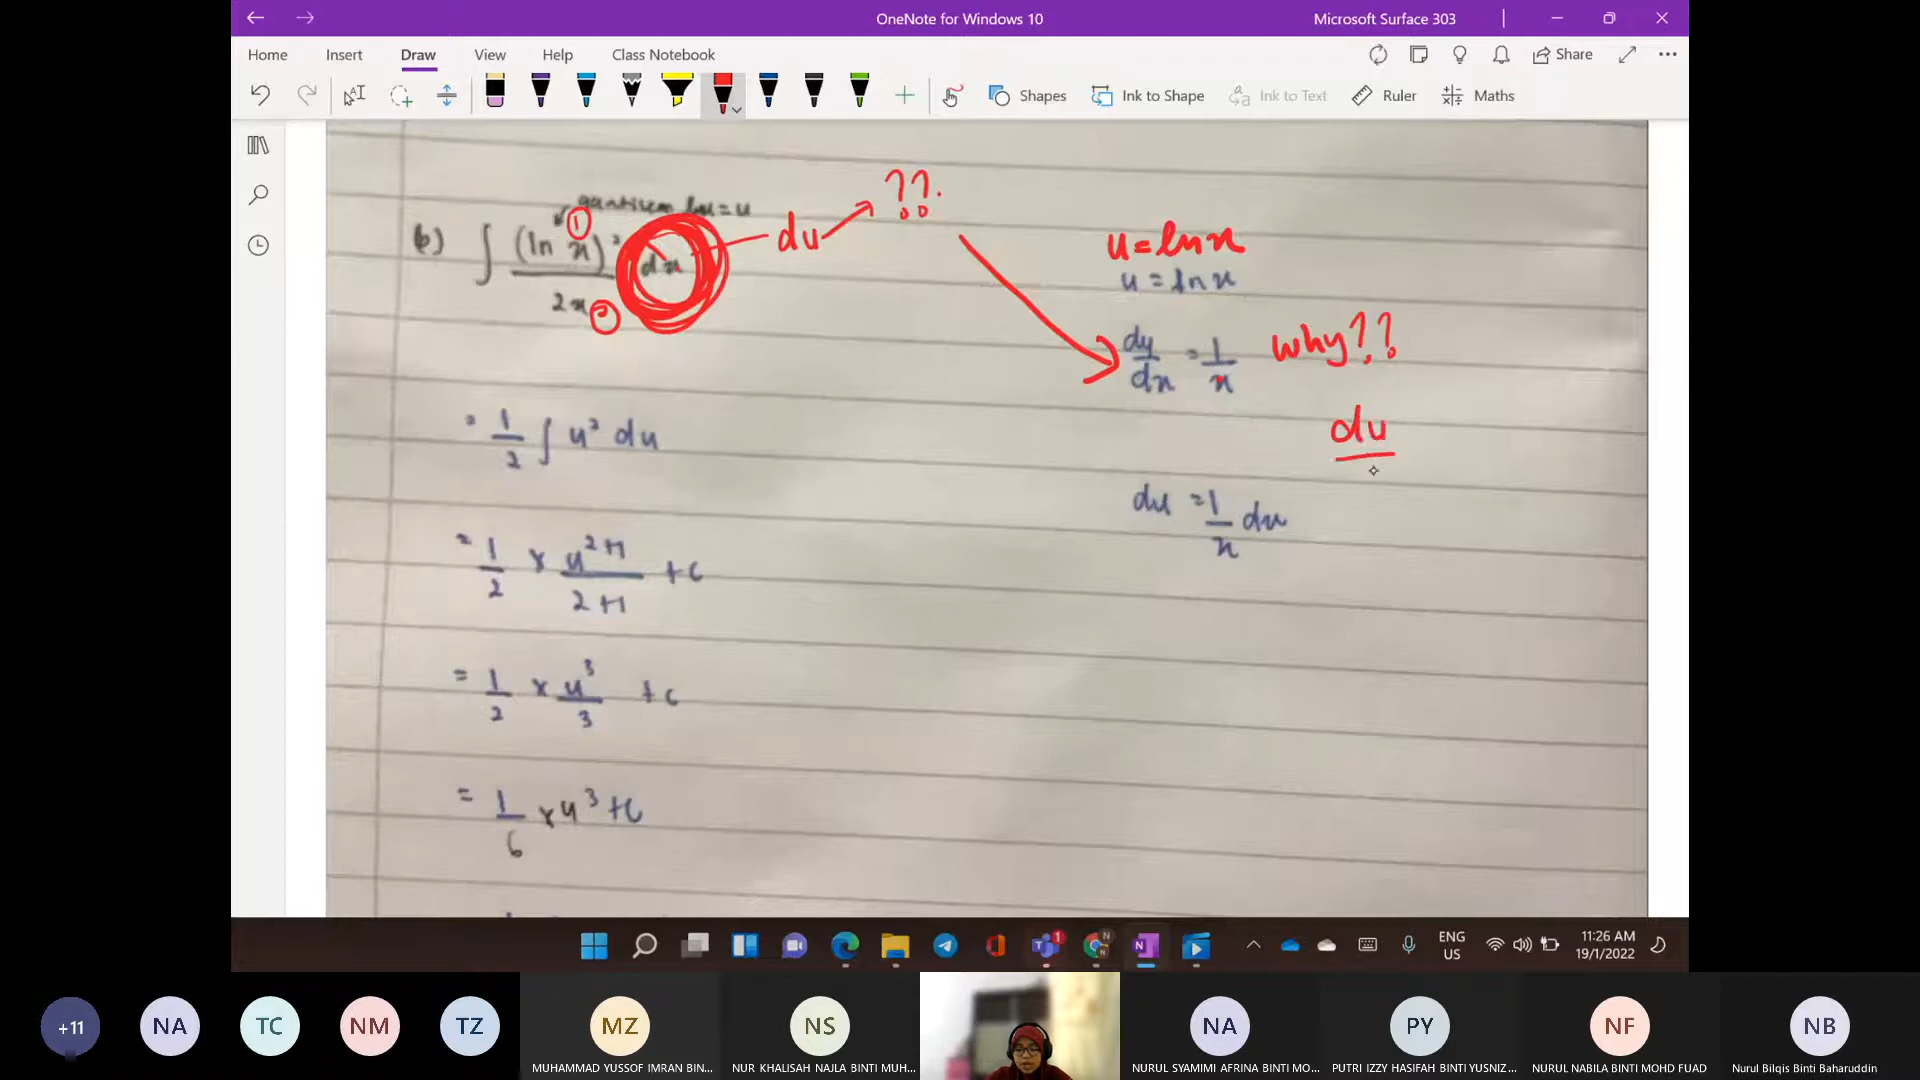 OneNote for Windows 10
Microsoft Surface 303
Home Insert Draw View Help Class Notebook
Share
Shapes Ink to Shape Ink to Text Ruler Maths
??.
gantikan ln x = u
b) ∫ (ln x)² dx
2x
1
2
du
u = ln x
u = ln x
dy/dx = 1/x why??
= 1/2 ∫ u² du
du
du = 1/x dx
= 1/2 × u²⁺¹/2+1 + c
= 1/2 × u³/3 + c
= 1/6 × u³ + c
ENG
US
11:26 AM
19/1/2022
+11 NA TC NM TZ MZ NS NA PY NF NB
MUHAMMAD YUSSOF IMRAN BIN... NUR KHALISAH NAJLA BINTI MUH... NURUL SYAMIMI AFRINA BINTI MO... PUTRI IZZY HASIFAH BINTI YUSNIZ... NURUL NABILA BINTI MOHD FUAD Nurul Bilqis Binti Baharuddin